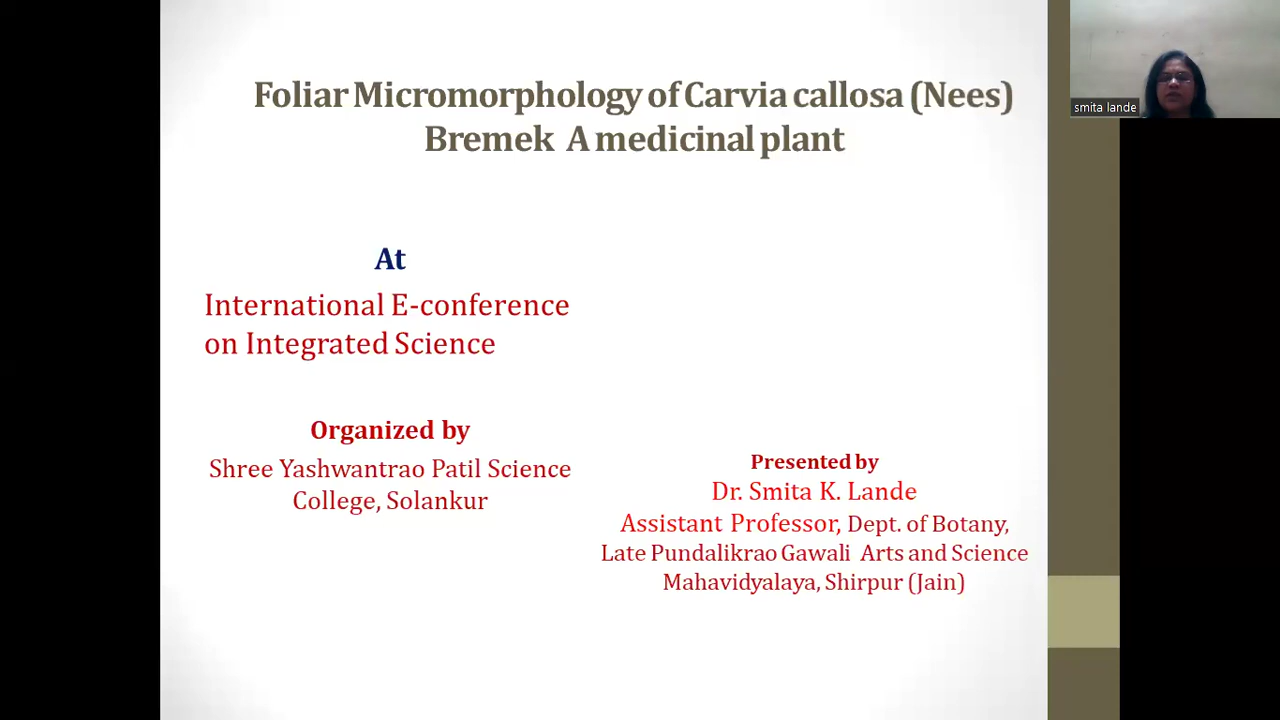 Foliar Micromorphology of Carvia callosa (Nees)
Bremek A medicinal plant
smita lande
At
International E-conference
on Integrated Science
Organized by
Shree Yashwantrao Patil Science
College, Solankur
Presented by
Dr. Smita K. Lande
Assistant Professor, Dept. of Botany,
Late Pundalikrao Gawali Arts and Science
Mahavidyalaya, Shirpur (Jain)